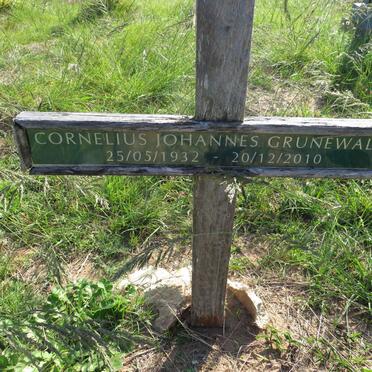 CORNELIUS JOHANNES GRUNEWAL
25/05/1932 - 20/12/2010